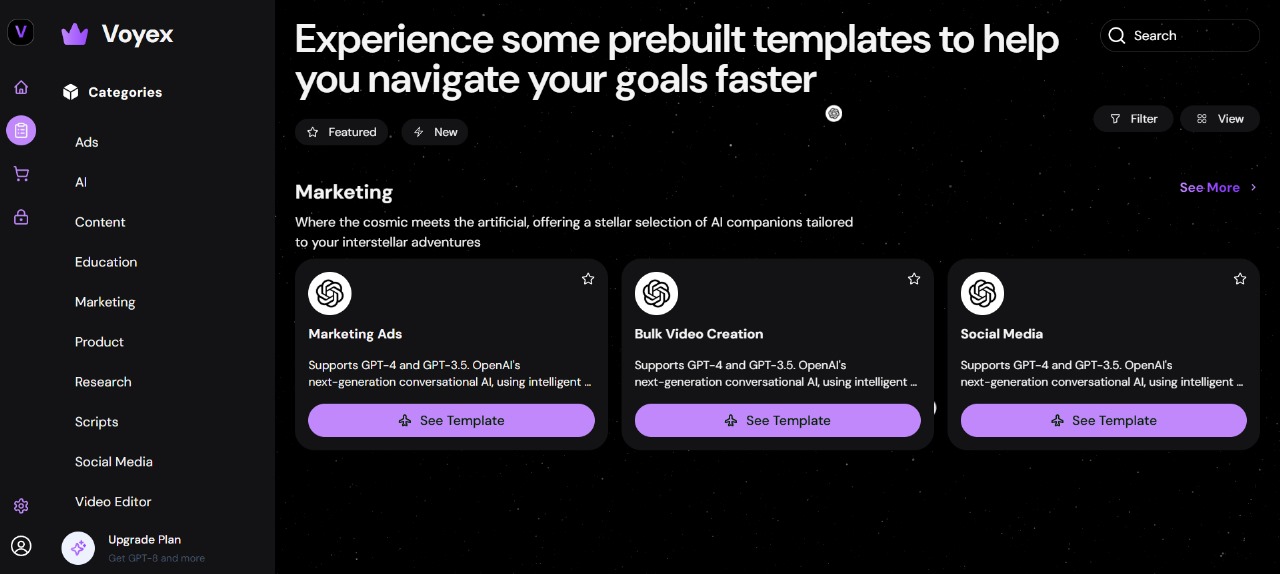 V
Voyex
Categories
Ads
AI
Content
Education
Marketing
Product
Research
Scripts
Social Media
Video Editor
Upgrade Plan
Get GPT-8 and more
Experience some prebuilt templates to help
you navigate your goals faster
Search
Featured
New
Filter
View
Marketing
See More
Where the cosmic meets the artificial, offering a stellar selection of AI companions tailored
to your interstellar adventures
Marketing Ads
Supports GPT-4 and GPT-3.5. OpenAI's
next-generation conversational AI, using intelligent ...
See Template
Bulk Video Creation
Supports GPT-4 and GPT-3.5. OpenAI's
next-generation conversational AI, using intelligent ...
See Template
Social Media
Supports GPT-4 and GPT-3.5. OpenAI's
next-generation conversational AI, using intelligent ...
See Template